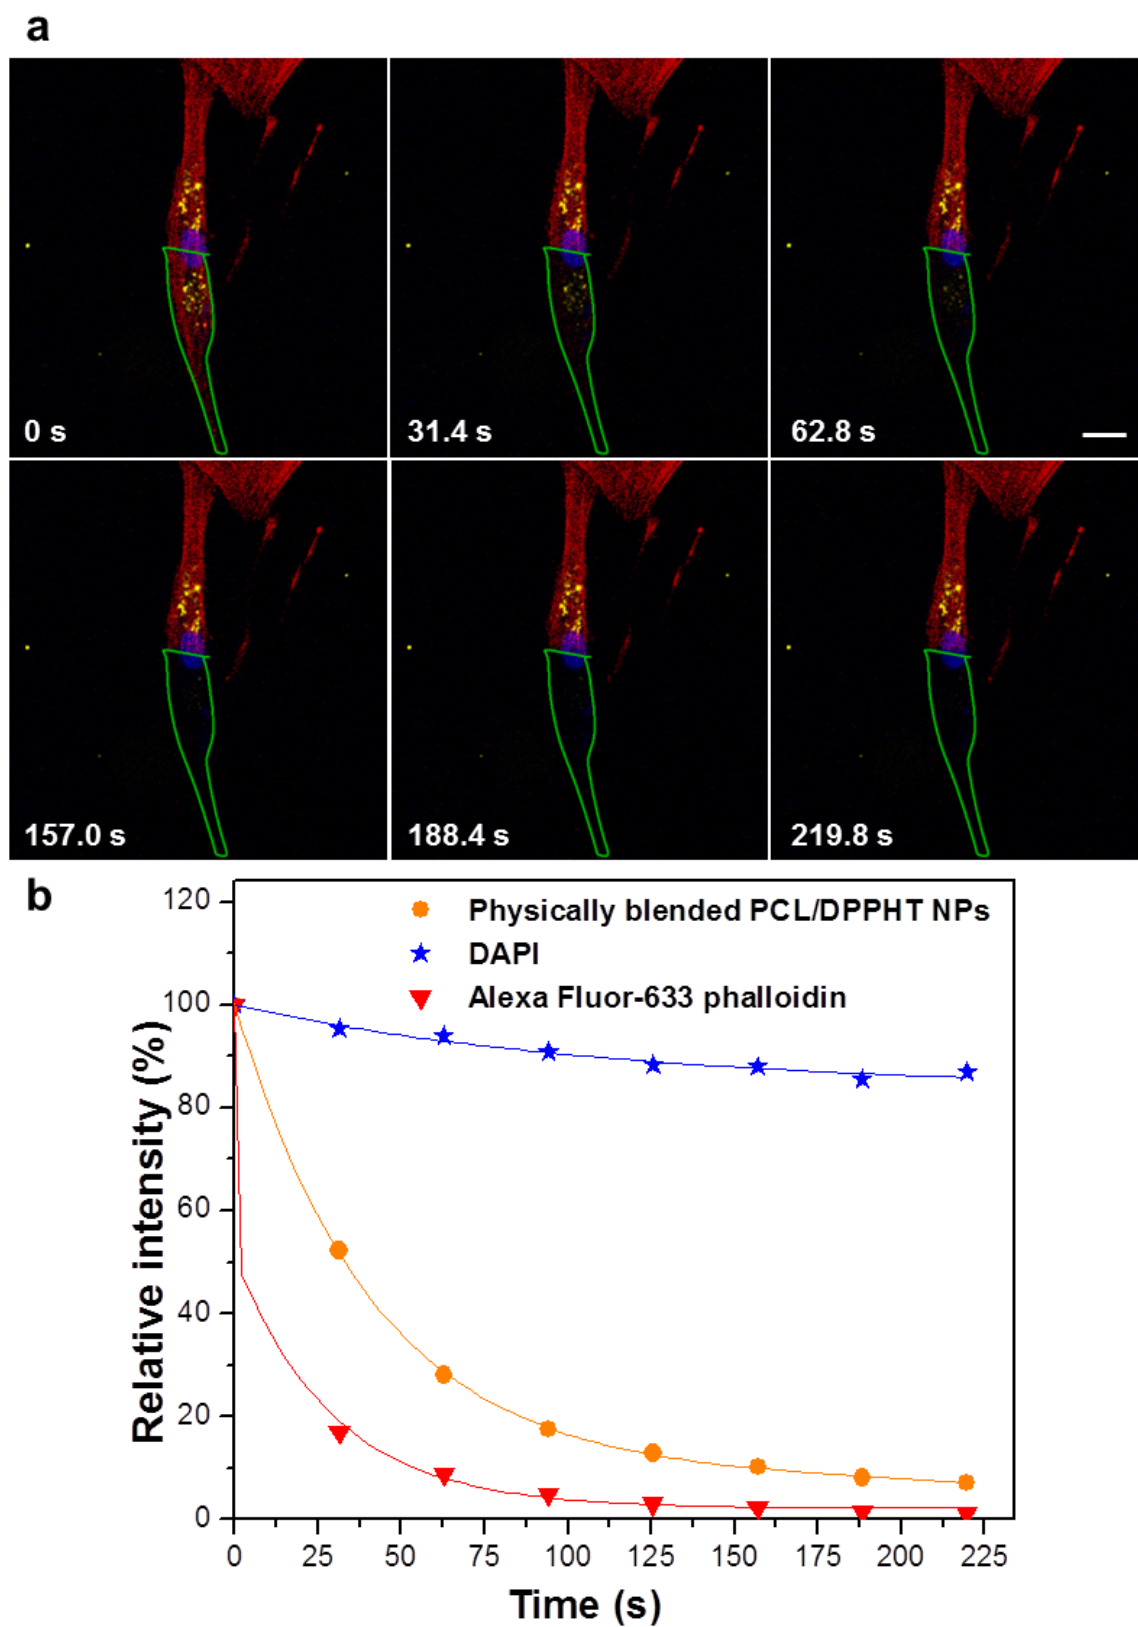 a
0 s
31.4 s
62.8 s
157.0 s
188.4 s
219.8 s
b
Physically blended PCL/DPPHT NPs
DAPI
Alexa Fluor-633 phalloidin
120
100
80
60
40
20
0
Relative intensity (%)
0 25 50 75 100 125 150 175 200 225
Time (s)